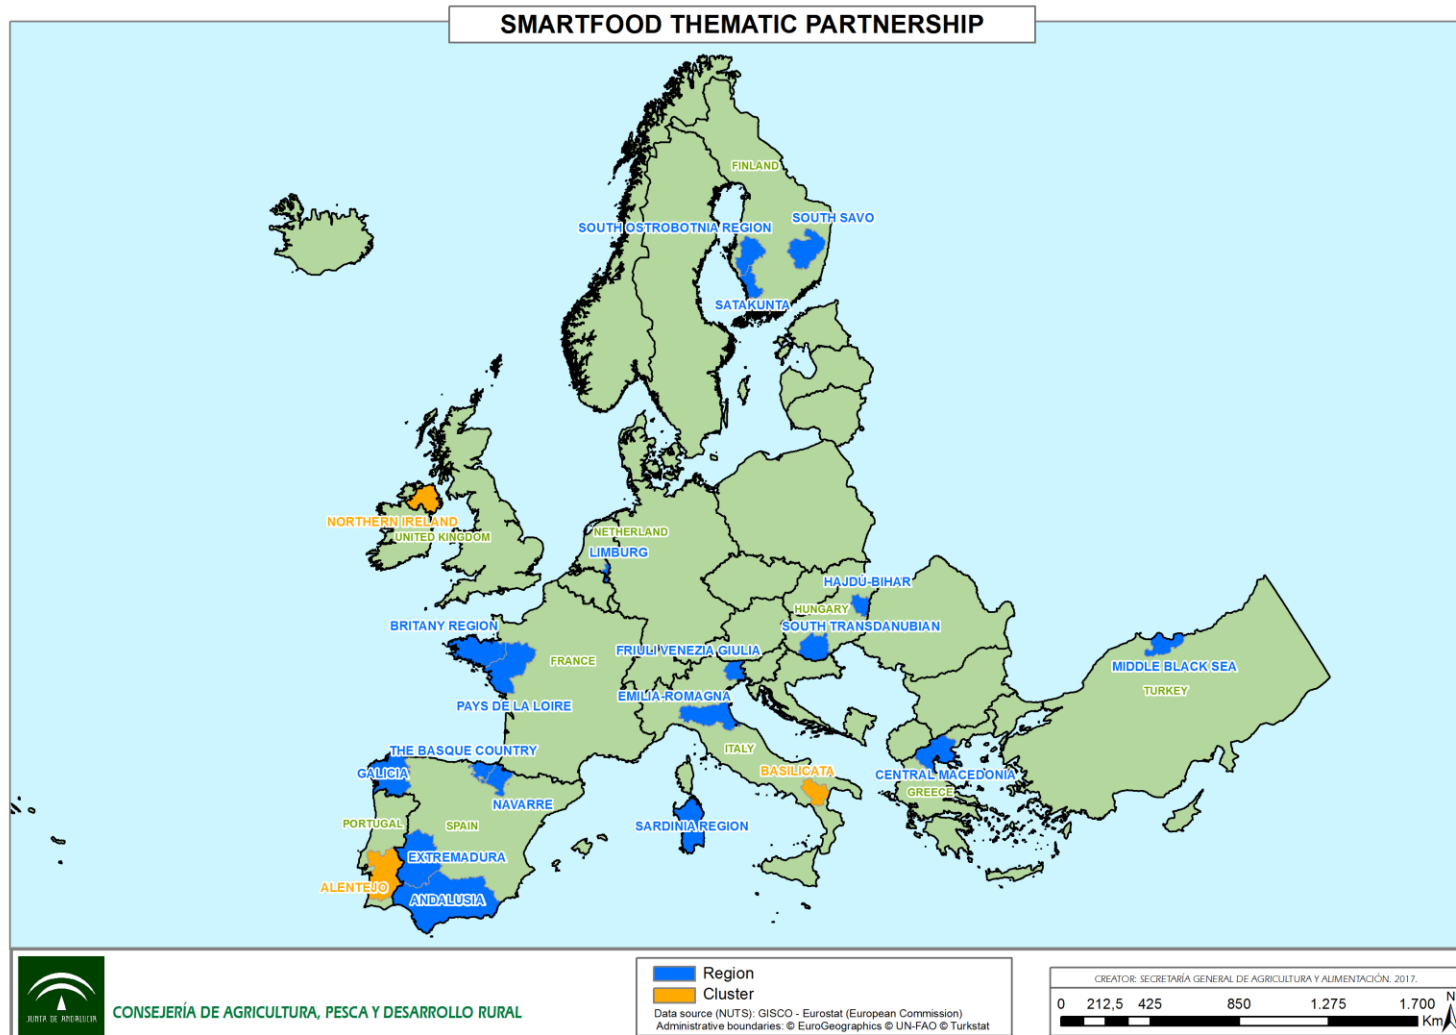 SMARTFOOD THEMATIC PARTNERSHIP
FINLAND
SOUTH SAVO
SOUTH OSTROBOTNIA REGION
SATAKUNTA
NORTHERN IRELAND
UNITED KINGDOM
NETHERLAND
LIMBURG
HAJDÚ-BIHAR
HUNGARY
SOUTH TRANSDANUBIAN
BRITANY REGION
FRIULI VENEZIA GIULIA
FRANCE
MIDDLE BLACK SEA
TURKEY
EMILIA-ROMAGNA
PAYS DE LA LOIRE
ITALY
THE BASQUE COUNTRY
GALICIA
BASILICATA
CENTRAL MACEDONIA
GREECE
NAVARRE
PORTUGAL
SPAIN
SARDINIA REGION
EXTREMADURA
ALENTEJO
ANDALUSIA
JUNTA DE ANDALUCIA
CONSEJERÍA DE AGRICULTURA, PESCA Y DESARROLLO RURAL
Region
Cluster
Data source (NUTS): GISCO - Eurostat (European Commission)
Administrative boundaries: © EuroGeographics © UN-FAO © Turkstat
CREATOR: SECRETARÍA GENERAL DE AGRICULTURA Y ALIMENTACIÓN. 2017.
0 212,5 425 850 1.275 1.700
Km
N